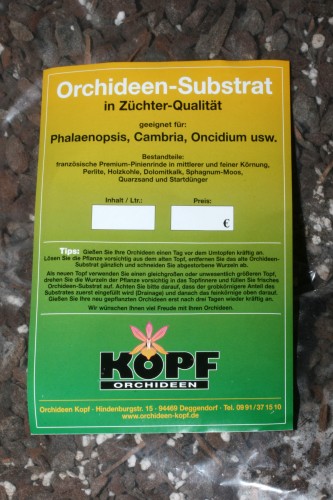 Orchideen-Substrat
in Züchter-Qualität
geeignet für:
Phalaenopsis, Cambria, Oncidium usw.
Bestandteile:
französische Premium-Pinienrinde in mittlerer und feiner Körnung,
Perlite, Holzkohle, Dolomitkalk, Sphagnum-Moos,
Quarzsand und Startdünger
Inhalt / Ltr.: Preis:
€
Tips: Gießen Sie Ihre Orchideen einen Tag vor dem Umtopfen kräftig an.
Lösen Sie die Pflanze vorsichtig aus dem alten Topf, entfernen Sie das alte Orchideen-
Substrat gänzlich und schneiden Sie abgestorbene Wurzeln ab.
Als neuen Topf verwenden Sie einen gleichgroßen oder unwesentlich größeren Topf,
drehen Sie die Wurzeln der Pflanze vorsichtig in das Topfinnere und füllen Sie frisches
Orchideen-Substrat auf. Achten Sie bitte darauf, dass der grobkörnigere Anteil des
Substrates zuerst eingefüllt wird (Drainage) und danach das feinkörnige oben darauf.
Gießen Sie Ihre neu gepflanzten Orchideen erst nach drei Tagen wieder kräftig an.
Wir wünschen Ihnen viel Freude mit Ihren Orchideen.
KOPF
ORCHIDEEN
Orchideen Kopf · Hindenburgstr. 15 · 94469 Deggendorf · Tel. 09 91/37 15 10
www.orchideen-kopf.de